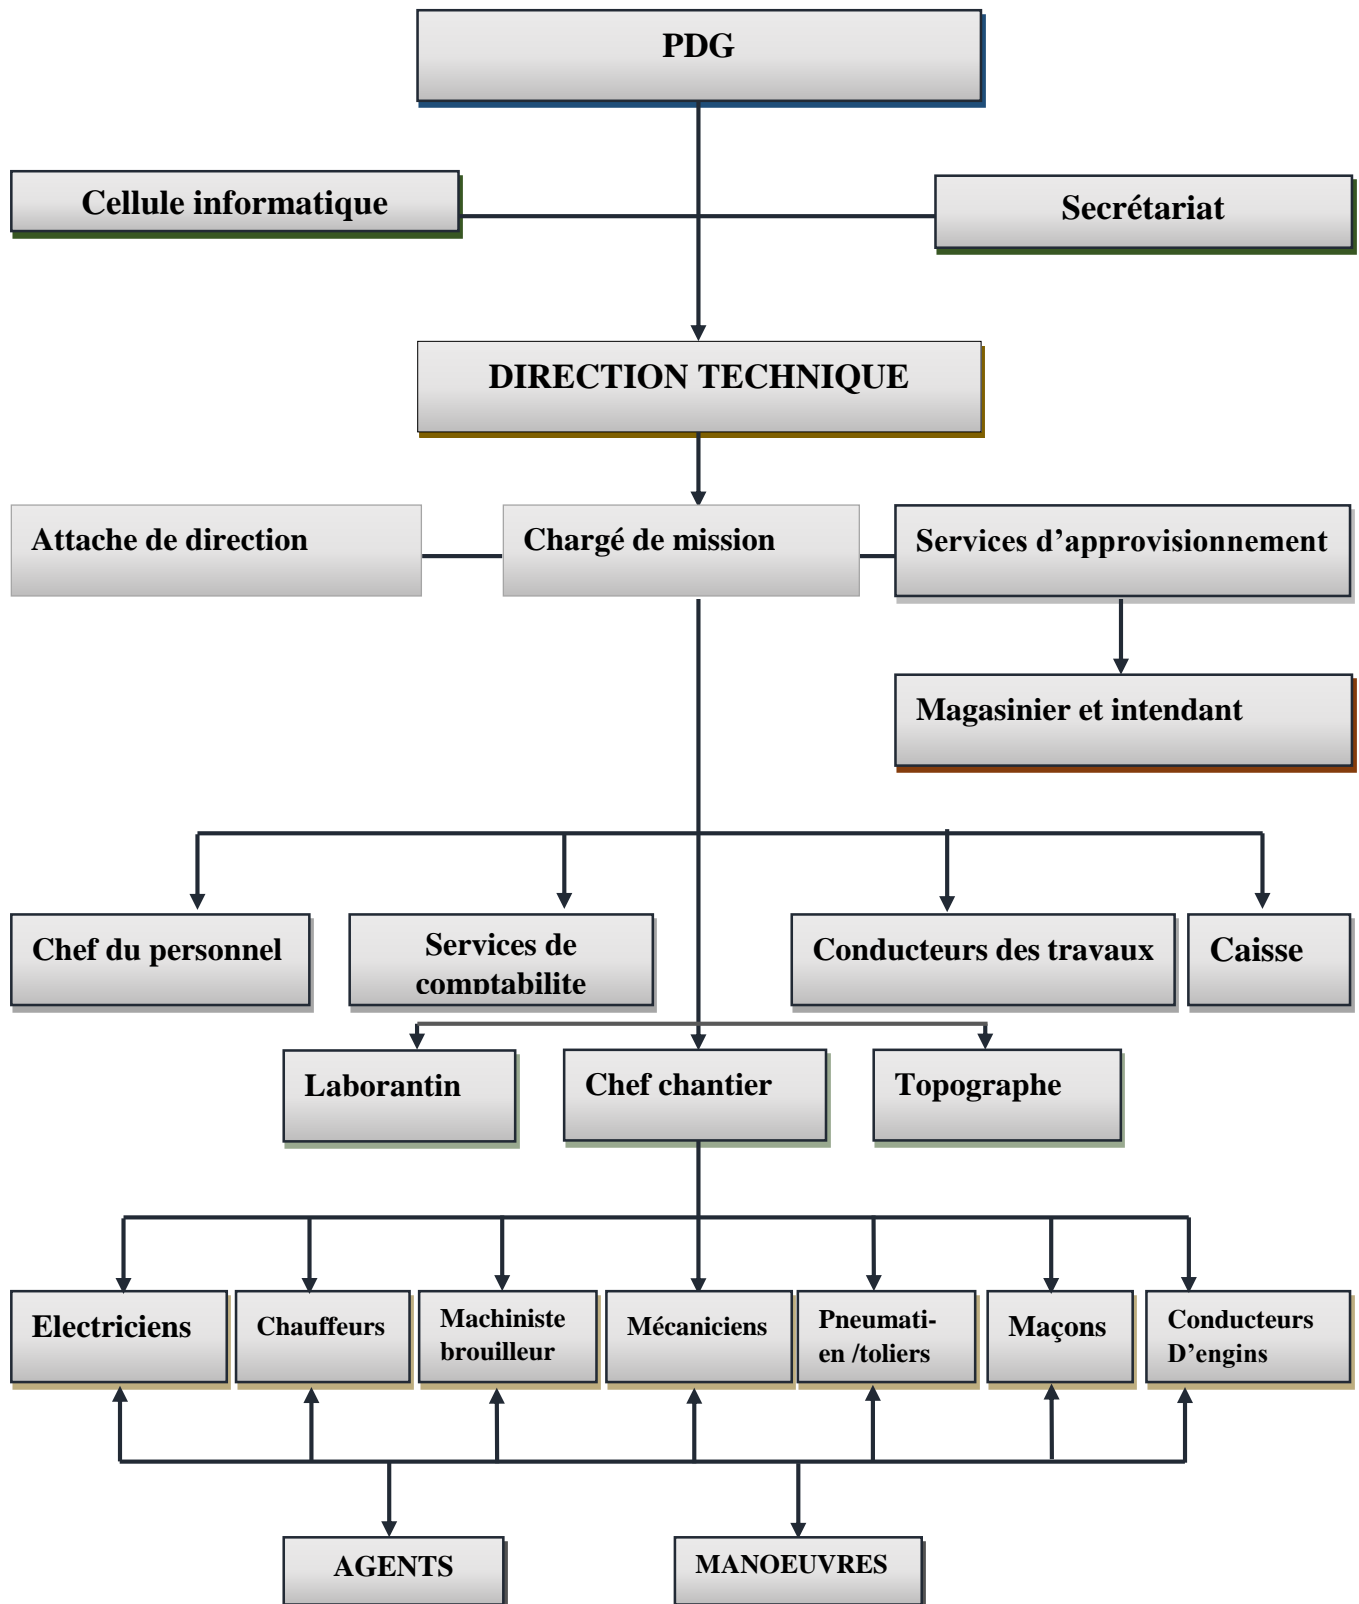 PDG
Cellule informatique
Secrétariat
DIRECTION TECHNIQUE
Attache de direction
Chargé de mission
Services d’approvisionnement
Magasinier et intendant
Chef du personnel
Services de
comptabilite
Conducteurs des travaux
Caisse
Laborantin
Chef chantier
Topographe
Electriciens
Chauffeurs
Machiniste
brouilleur
Mécaniciens
Pneumati-
en /toliers
Maçons
Conducteurs
D’engins
AGENTS
MANOEUVRES